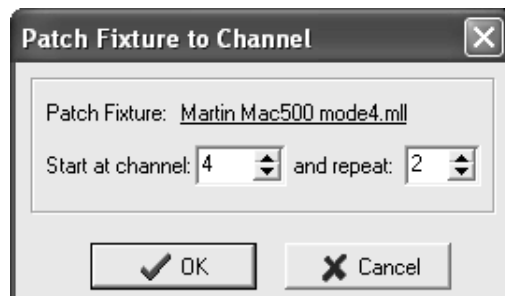 Patch Fixture to Channel
Patch Fixture: Martin Mac500 mode4.mll
Start at channel: 4 and repeat: 2
OK Cancel